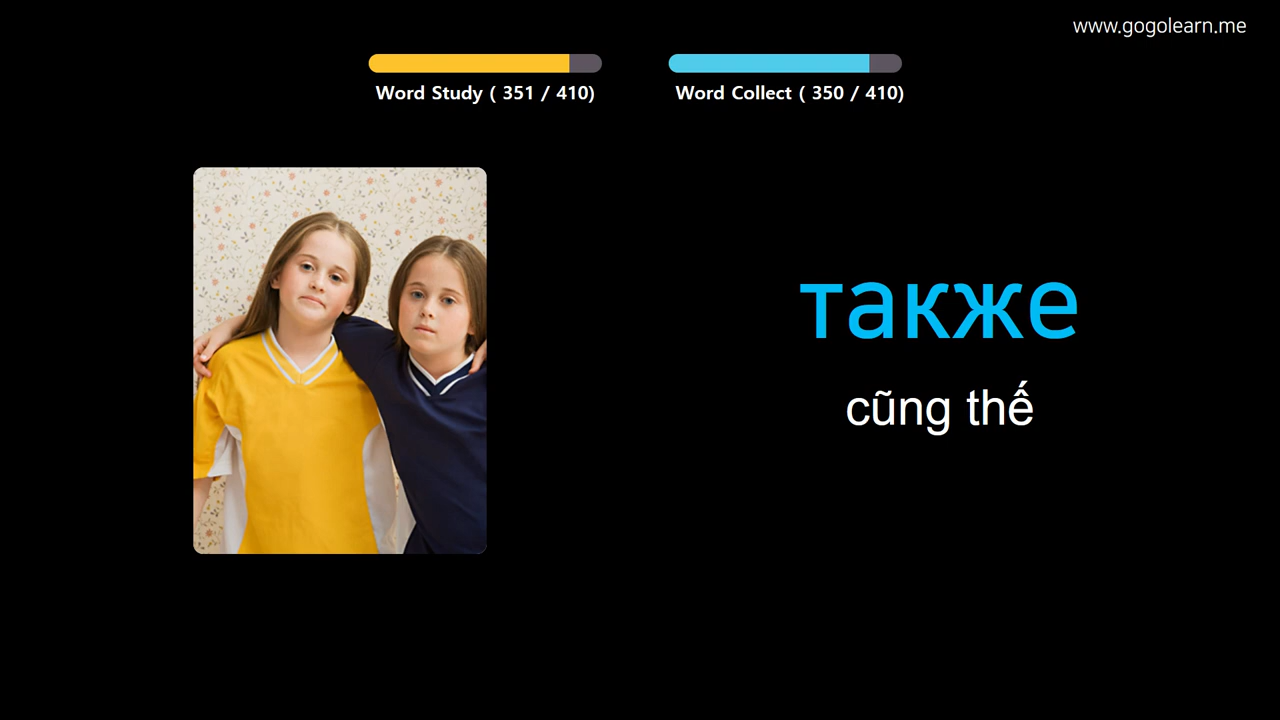 www.gogolearn.me
Word Study ( 351 / 410)
Word Collect ( 350 / 410)
также
cũng thế